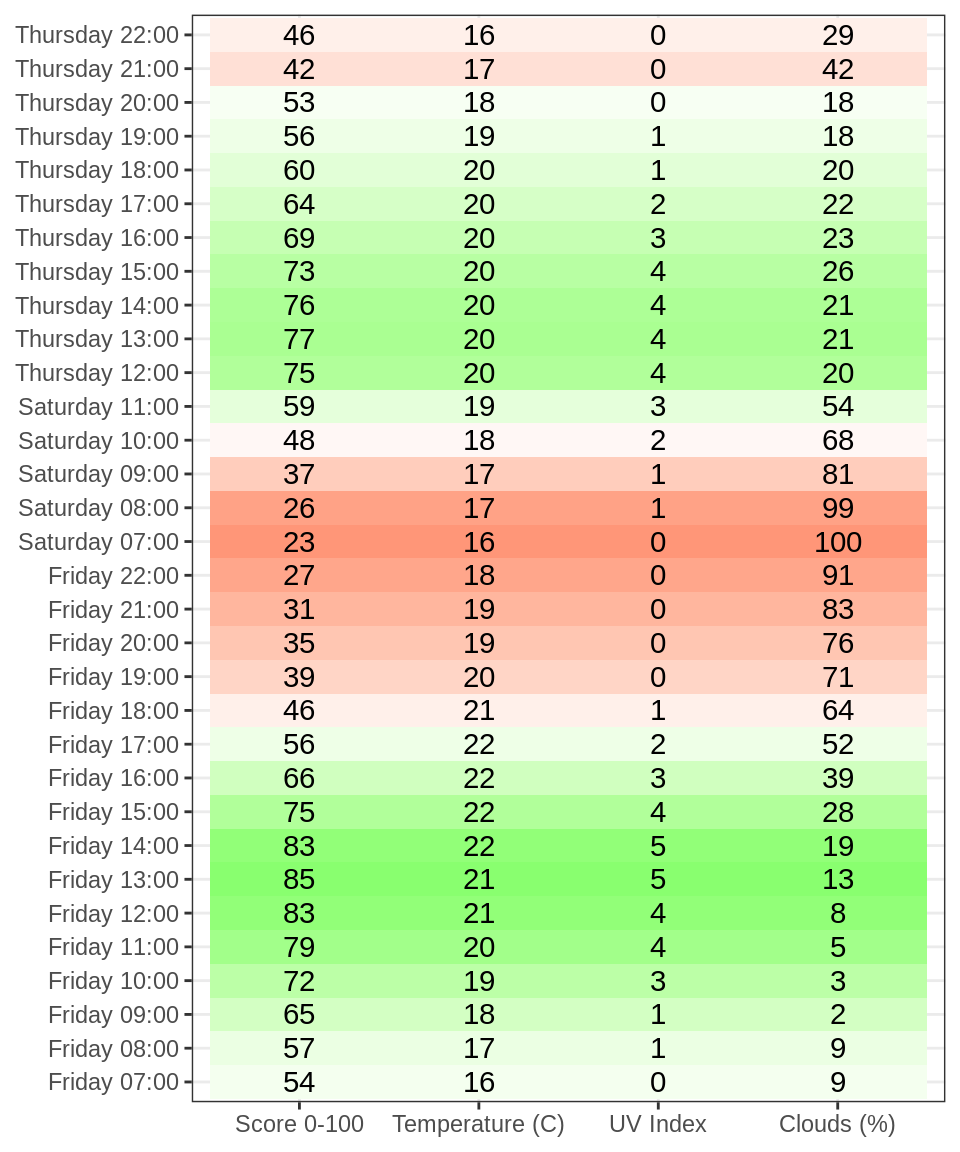 Thursday 22:00 46 16 0 29
Thursday 21:00 42 17 0 42
Thursday 20:00 53 18 0 18
Thursday 19:00 56 19 1 18
Thursday 18:00 60 20 1 20
Thursday 17:00 64 20 2 22
Thursday 16:00 69 20 3 23
Thursday 15:00 73 20 4 26
Thursday 14:00 76 20 4 21
Thursday 13:00 77 20 4 21
Thursday 12:00 75 20 4 20
Saturday 11:00 59 19 3 54
Saturday 10:00 48 18 2 68
Saturday 09:00 37 17 1 81
Saturday 08:00 26 17 1 99
Saturday 07:00 23 16 0 100
Friday 22:00 27 18 0 91
Friday 21:00 31 19 0 83
Friday 20:00 35 19 0 76
Friday 19:00 39 20 0 71
Friday 18:00 46 21 1 64
Friday 17:00 56 22 2 52
Friday 16:00 66 22 3 39
Friday 15:00 75 22 4 28
Friday 14:00 83 22 5 19
Friday 13:00 85 21 5 13
Friday 12:00 83 21 4 8
Friday 11:00 79 20 4 5
Friday 10:00 72 19 3 3
Friday 09:00 65 18 1 2
Friday 08:00 57 17 1 9
Friday 07:00 54 16 0 9
Score 0-100 Temperature (C) UV Index Clouds (%)